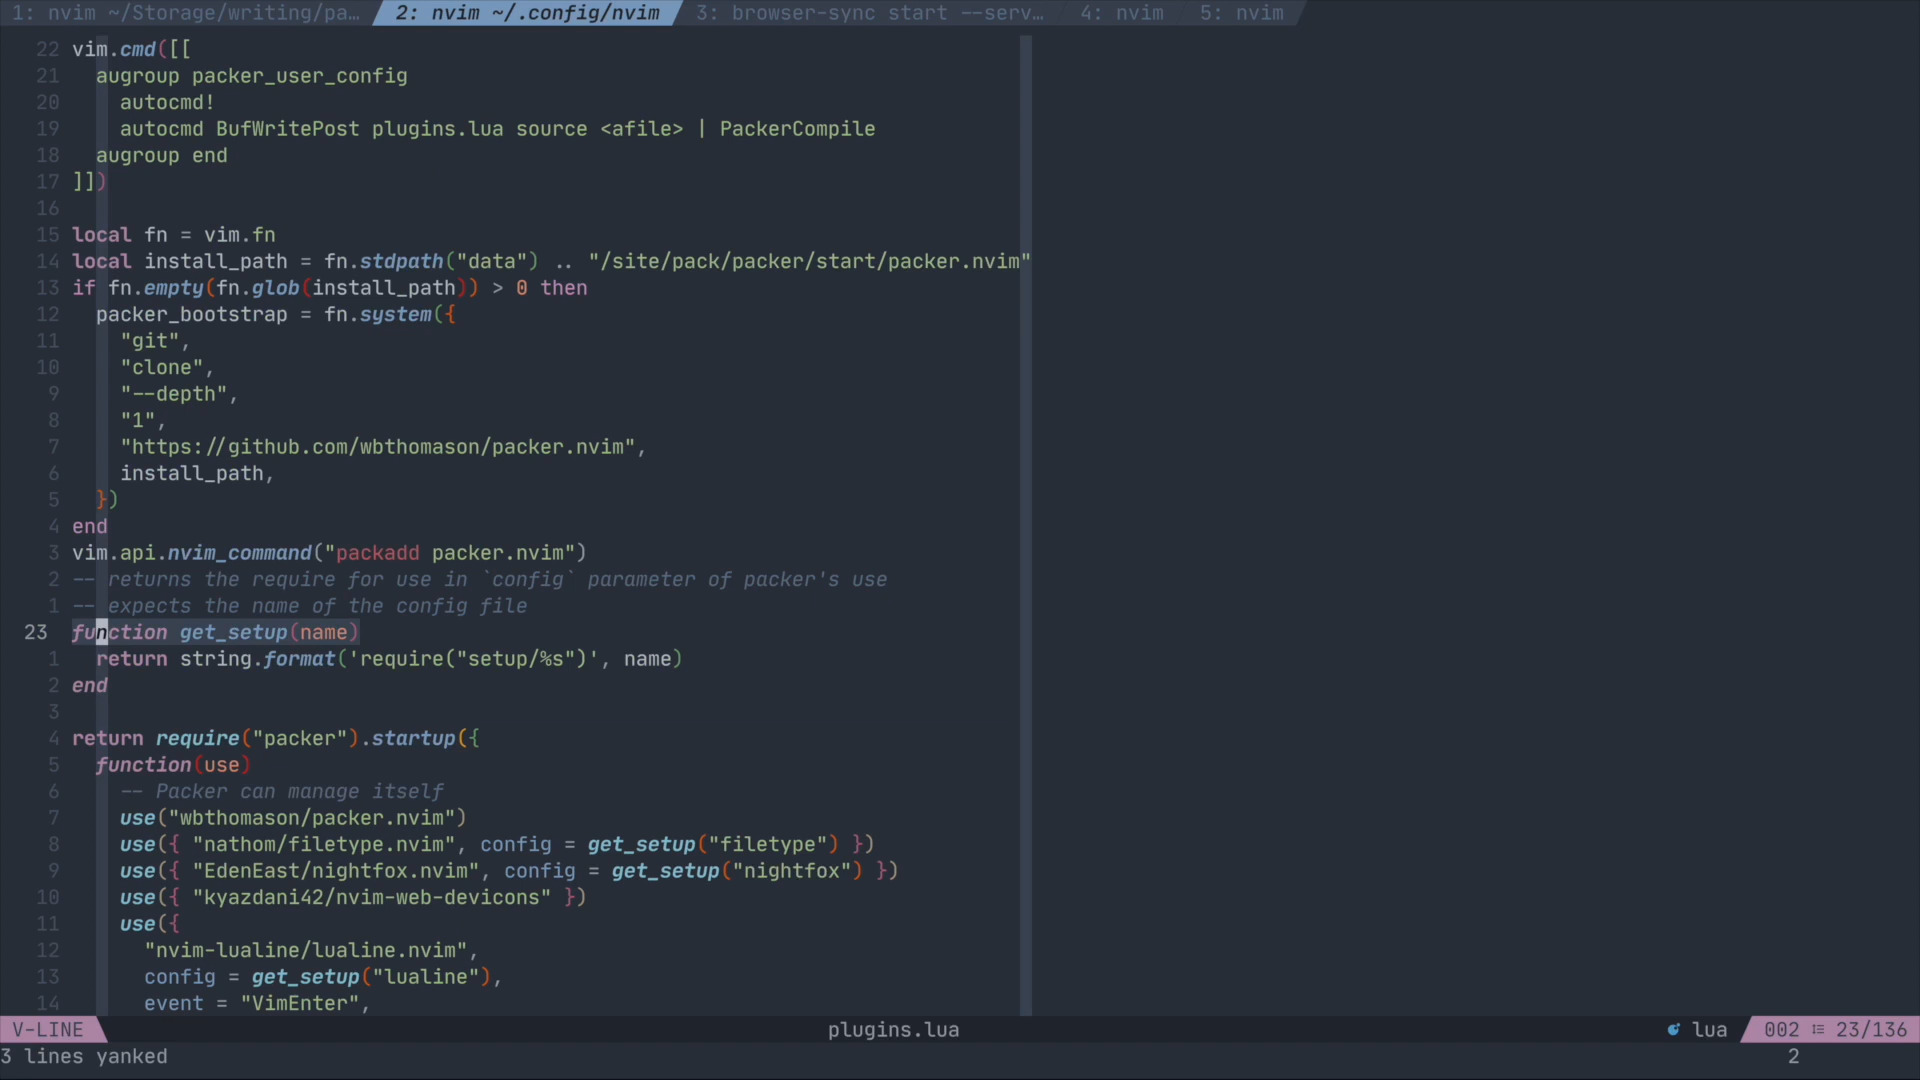 1: nvim ~/Storage/writing/pa… 2: nvim ~/.config/nvim 3: browser-sync start --serv… 4: nvim 5: nvim
22 vim.cmd([[
21 augroup packer_user_config
20 autocmd!
19 autocmd BufWritePost plugins.lua source <afile> | PackerCompile
18 augroup end
17 ]])
16
15 local fn = vim.fn
14 local install_path = fn.stdpath("data") .. "/site/pack/packer/start/packer.nvim"
13 if fn.empty(fn.glob(install_path)) > 0 then
12 packer_bootstrap = fn.system({
11 "git",
10 "clone",
9 "--depth",
8 "1",
7 "https://github.com/wbthomason/packer.nvim",
6 install_path,
5 })
4 end
3 vim.api.nvim_command("packadd packer.nvim")
2 -- returns the require for use in `config` parameter of packer's use
1 -- expects the name of the config file
23 function get_setup(name)
1 return string.format('require("setup/%s")', name)
2 end
3
4 return require("packer").startup({
5 function(use)
6 -- Packer can manage itself
7 use("wbthomason/packer.nvim")
8 use({ "nathom/filetype.nvim", config = get_setup("filetype") })
9 use({ "EdenEast/nightfox.nvim", config = get_setup("nightfox") })
10 use({ "kyazdani42/nvim-web-devicons" })
11 use({
12 "nvim-lualine/lualine.nvim",
13 config = get_setup("lualine"),
14 event = "VimEnter",
V-LINE plugins.lua lua 002 23/136
3 lines yanked 2